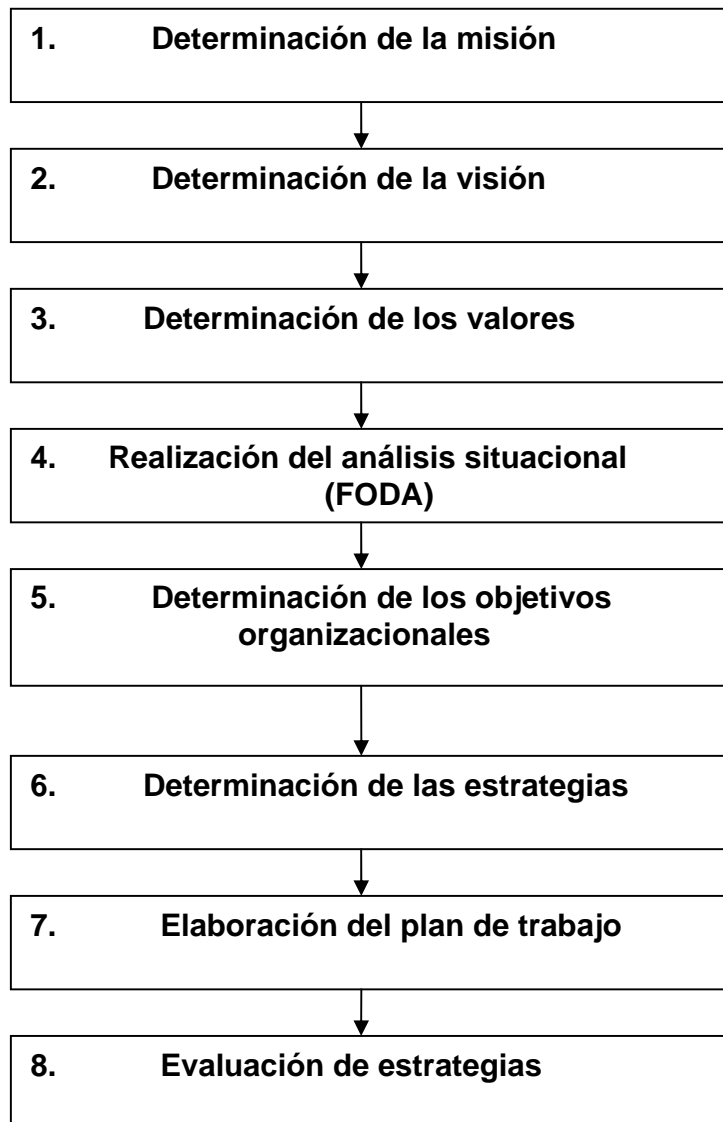 1. Determinación de la misión
2. Determinación de la visión
3. Determinación de los valores
4. Realización del análisis situacional
(FODA)
5. Determinación de los objetivos
organizacionales
6. Determinación de las estrategias
7. Elaboración del plan de trabajo
8. Evaluación de estrategias